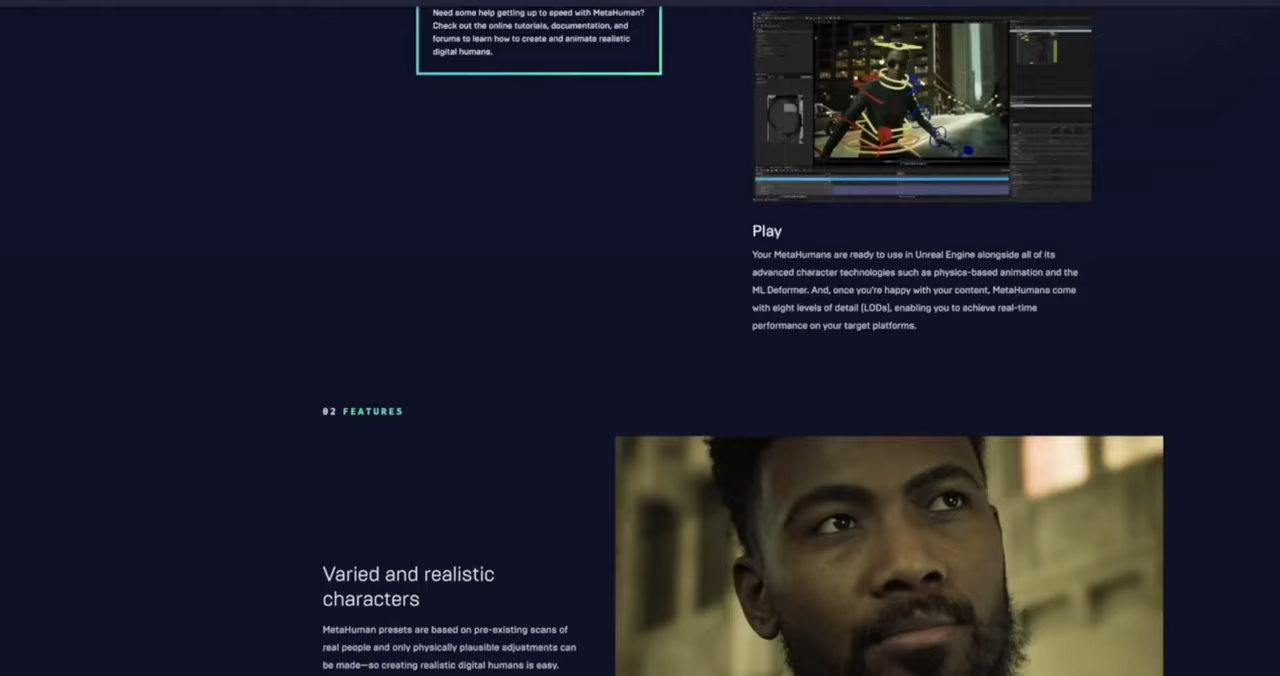 Need some help getting up to speed with MetaHuman?
Check out the online tutorials, documentation, and
forums to learn how to create and animate realistic
digital humans.
Play
Your MetaHumans are ready to use in Unreal Engine alongside all of its
advanced character technologies such as physics-based animation and the
ML Deformer. And, once you're happy with your content, MetaHumans come
with eight levels of detail (LODs), enabling you to achieve real-time
performance on your target platforms.
02 FEATURES
Varied and realistic
characters
MetaHuman presets are based on pre-existing scans of
real people and only physically plausible adjustments can
be made—so creating realistic digital humans is easy.